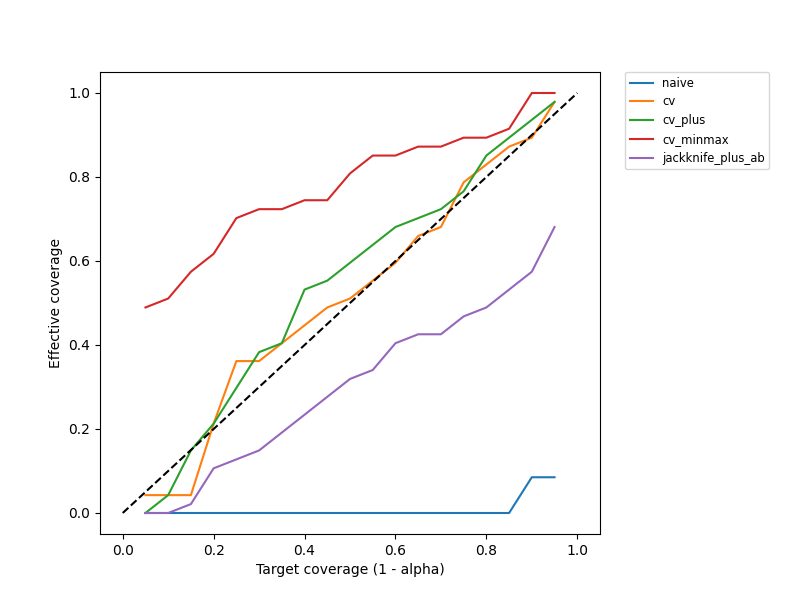 naive
cv
cv_plus
cv_minmax
jackknife_plus_ab
1.0
0.8
0.6
0.4
0.2
0.0
Effective coverage
0.0 0.2 0.4 0.6 0.8 1.0
Target coverage (1 - alpha)